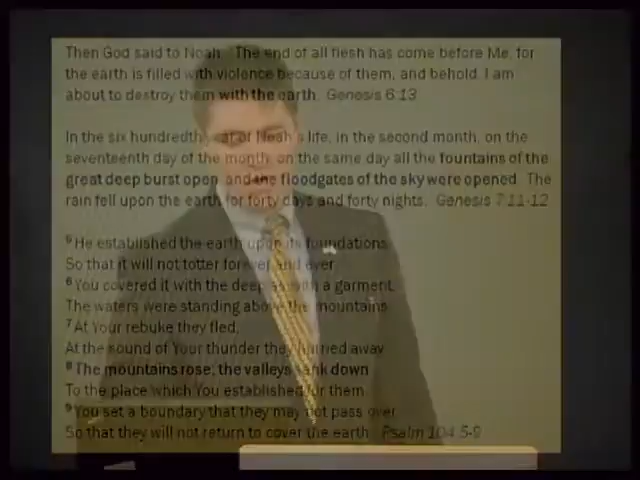 Then God said to Noah, "The end of all flesh has come before Me, for
the earth is filled with violence because of them, and behold, I am
about to destroy them with the earth. Genesis 6:13
In the six hundredth year of Noah's life, in the second month, on the
seventeenth day of the month, on the same day all the fountains of the
great deep burst open, and the floodgates of the sky were opened. The
rain fell upon the earth for forty days and forty nights. Genesis 7:11-12
5 He established the earth upon its foundations,
So that it will not totter forever and ever.
6 You covered it with the deep as with a garment;
The waters were standing above the mountains.
7 At Your rebuke they fled,
At the sound of Your thunder they hurried away.
8 The mountains rose; the valleys sank down
To the place which You established for them.
9 You set a boundary that they may not pass over,
So that they will not return to cover the earth. Psalm 104:5-9